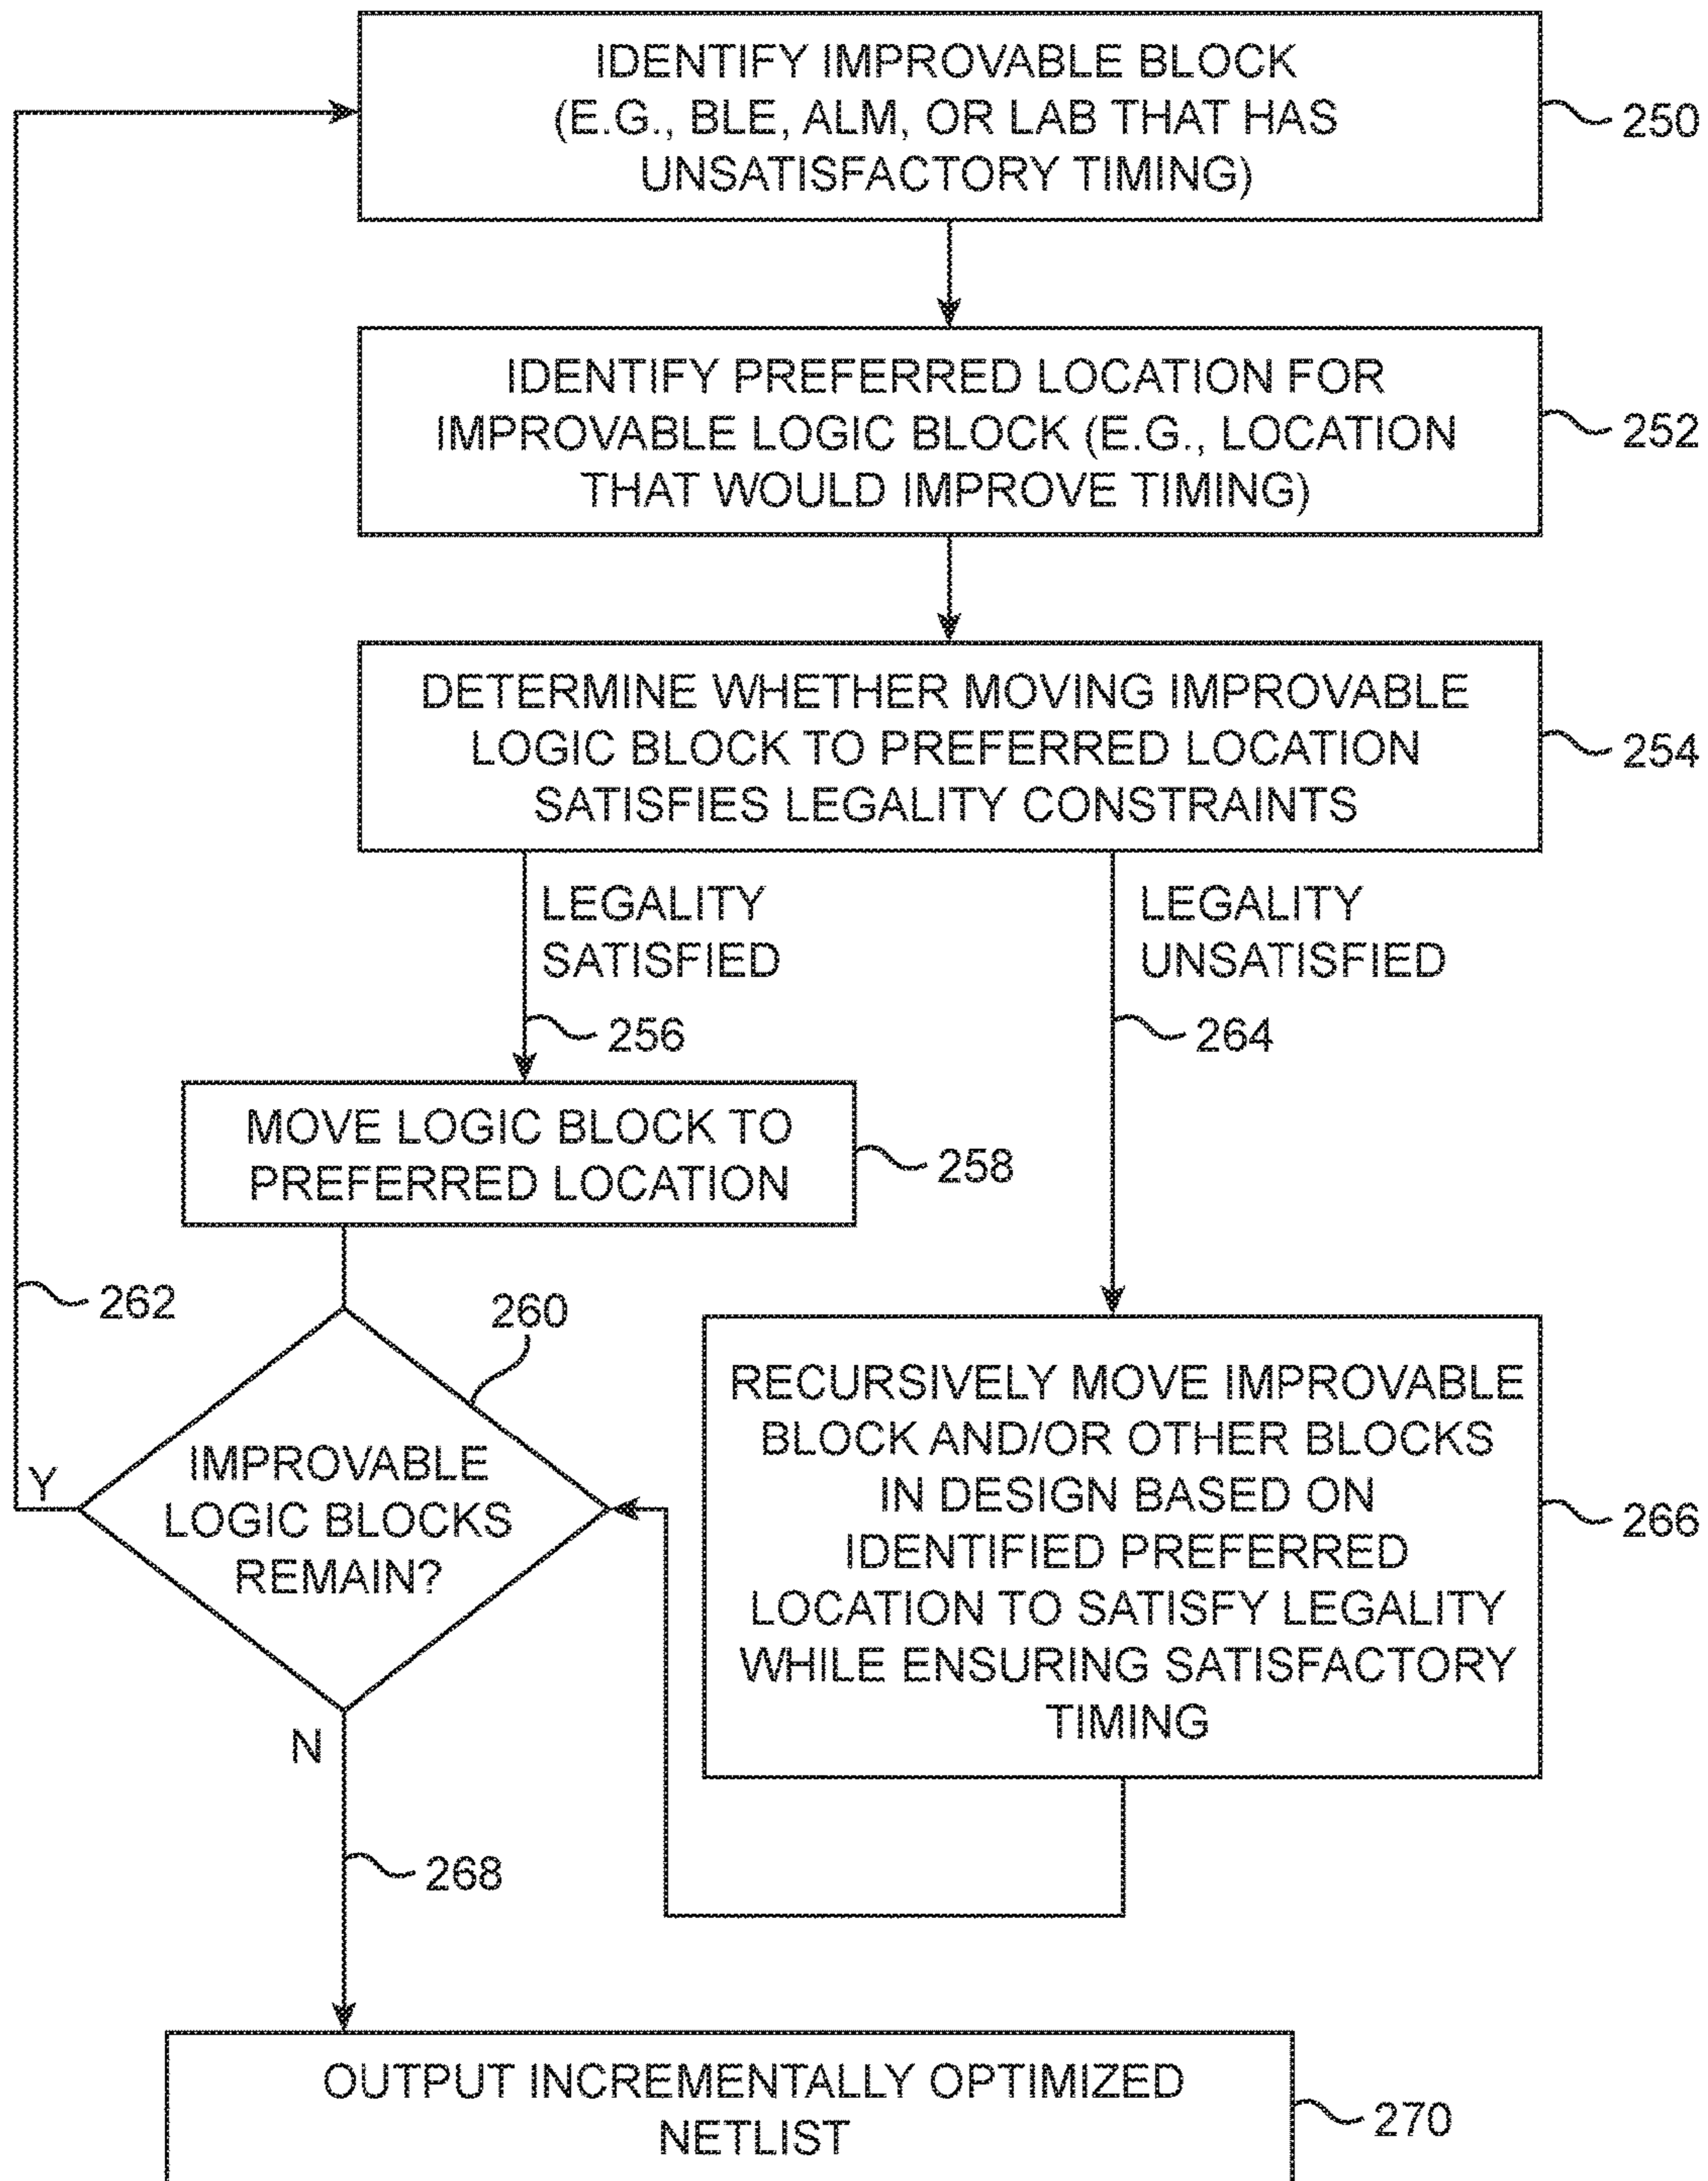 IDENTIFY IMPROVABLE BLOCK
(E.G., BLE, ALM, OR LAB THAT HAS
UNSATISFACTORY TIMING)
250
IDENTIFY PREFERRED LOCATION FOR
IMPROVABLE LOGIC BLOCK (E.G., LOCATION
THAT WOULD IMPROVE TIMING)
252
DETERMINE WHETHER MOVING IMPROVABLE
LOGIC BLOCK TO PREFERRED LOCATION
SATISFIES LEGALITY CONSTRAINTS
254
LEGALITY
SATISFIED
256
LEGALITY
UNSATISFIED
264
MOVE LOGIC BLOCK TO
PREFERRED LOCATION
258
262
260
IMPROVABLE
LOGIC BLOCKS
REMAIN?
Y
N
RECURSIVELY MOVE IMPROVABLE
BLOCK AND/OR OTHER BLOCKS
IN DESIGN BASED ON
IDENTIFIED PREFERRED
LOCATION TO SATISFY LEGALITY
WHILE ENSURING SATISFACTORY
TIMING
266
268
OUTPUT INCREMENTALLY OPTIMIZED
NETLIST
270